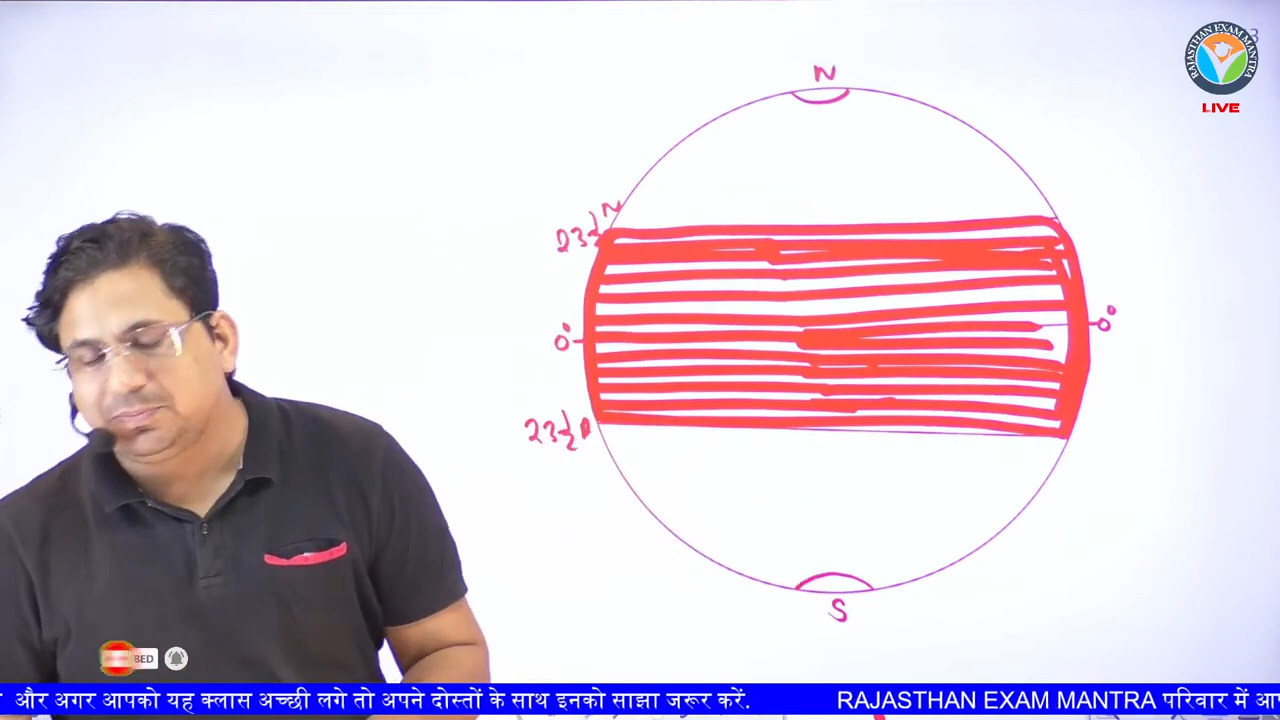 RAJASTHAN EXAM MANTRA
LIVE
N
N
23½
0°
0°
23½
S
BED
और अगर आपको यह क्लास अच्छी लगे तो अपने दोस्तों के साथ इनको साझा जरूर करें. RAJASTHAN EXAM MANTRA परिवार में आ